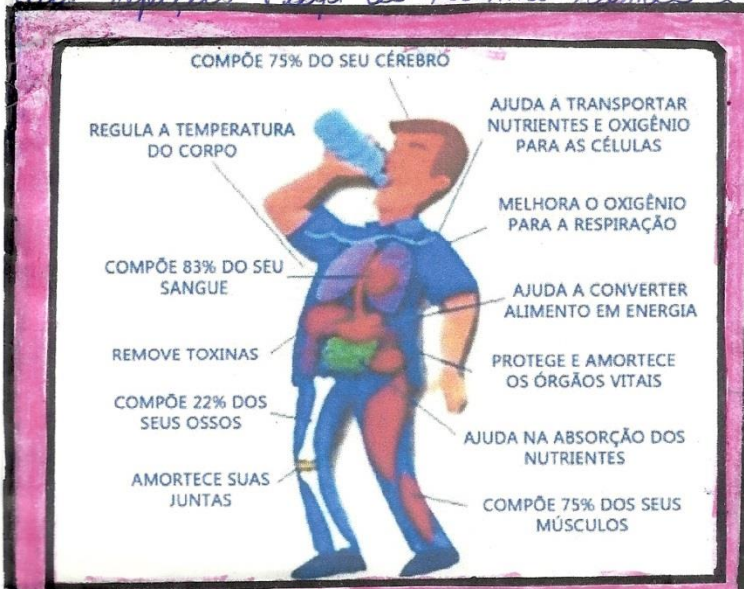 COMPÕE 75% DO SEU CÉREBRO
REGULA A TEMPERATURA
DO CORPO
COMPÕE 83% DO SEU
SANGUE
REMOVE TOXINAS
COMPÕE 22% DOS
SEUS OSSOS
AMORTECE SUAS
JUNTAS
AJUDA A TRANSPORTAR
NUTRIENTES E OXIGÊNIO
PARA AS CÉLULAS
MELHORA O OXIGÊNIO
PARA A RESPIRAÇÃO
AJUDA A CONVERTER
ALIMENTO EM ENERGIA
PROTEGE E AMORTECE
OS ÓRGÃOS VITAIS
AJUDA NA ABSORÇÃO DOS
NUTRIENTES
COMPÕE 75% DOS SEUS
MÚSCULOS